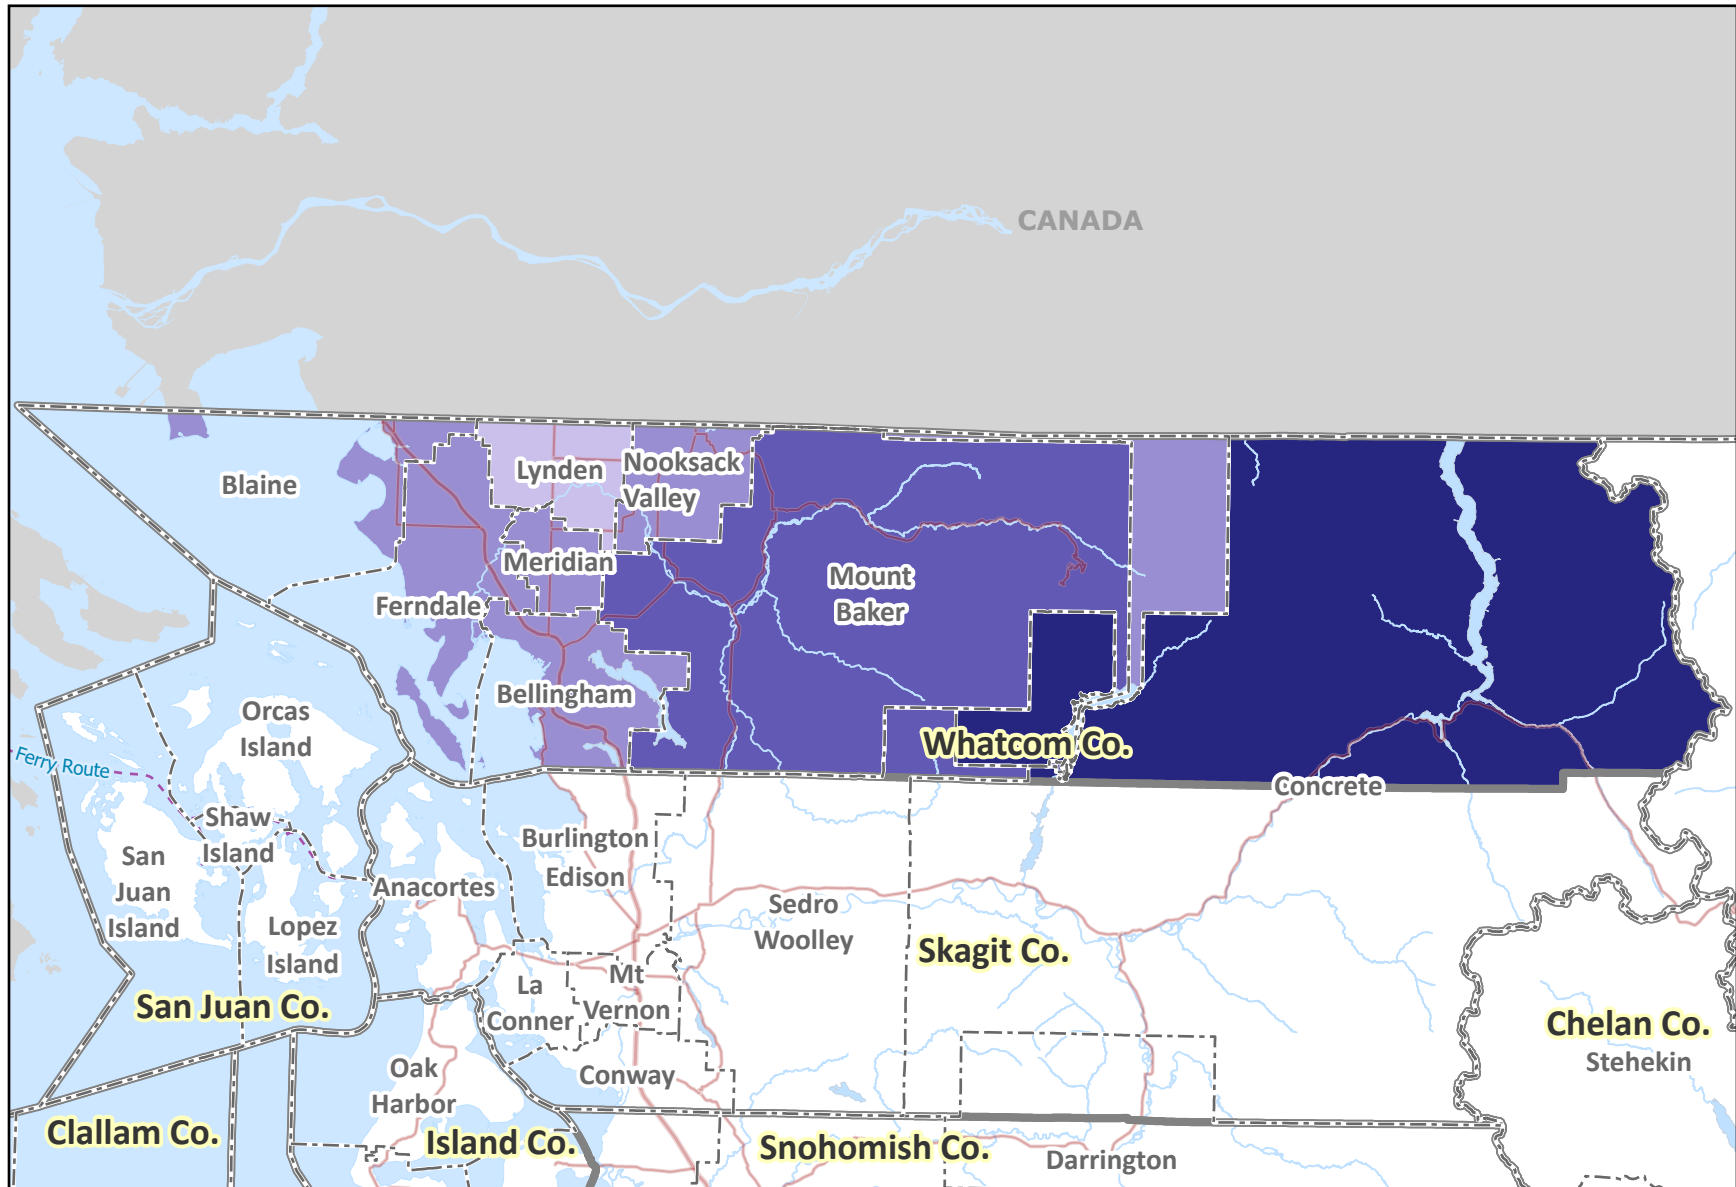 CANADA
Blaine
Lynden
Nooksack
Valley
Meridian
Mount
Baker
Ferndale
Bellingham
Orcas
Island
Whatcom Co.
Ferry Route
Concrete
Shaw
Island
Burlington
Edison
San
Juan
Island
Anacortes
Lopez
Island
Sedro
Woolley
Skagit Co.
La
Conner
Mt
Vernon
San Juan Co.
Chelan Co.
Stehekin
Oak
Harbor
Conway
Clallam Co.
Island Co.
Snohomish Co.
Darrington